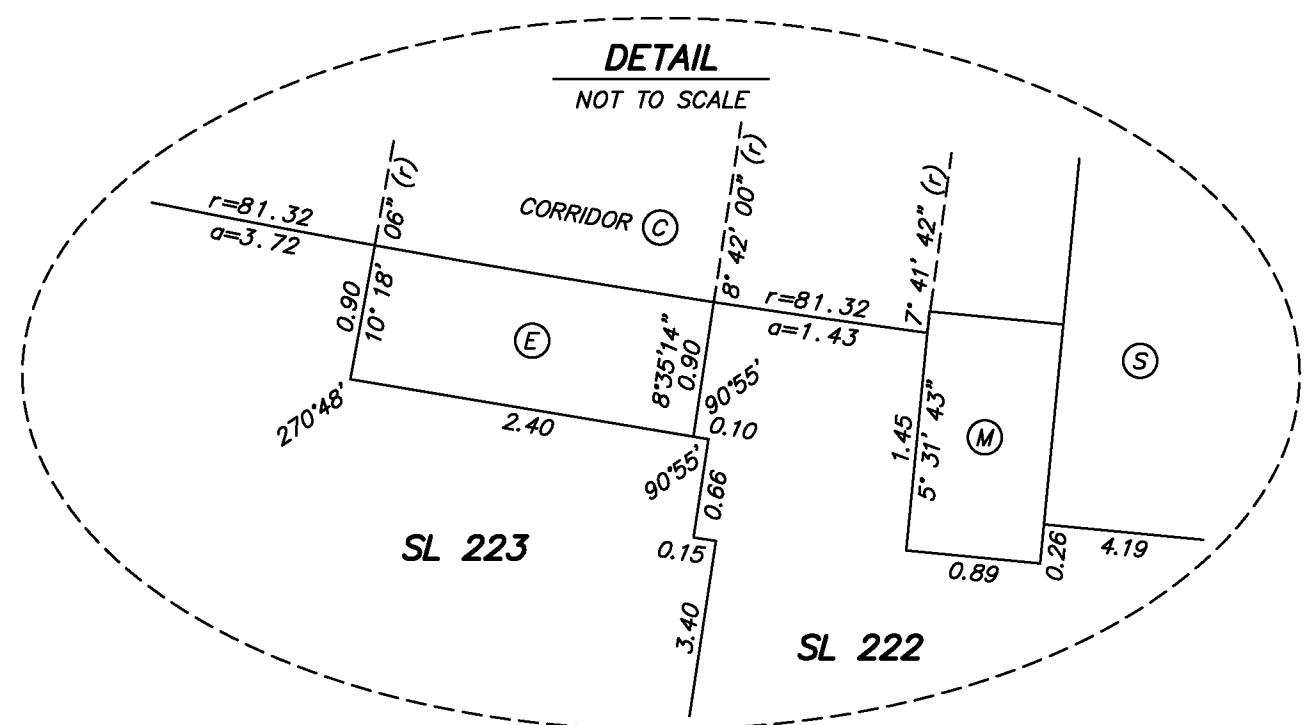 DETAIL
NOT TO SCALE
r=81.32
a=3.72
10° 18' 06" (r)
0.90
CORRIDOR C
8° 42' 00" (r)
r=81.32
a=1.43
7° 41' 42" (r)
E
8°35'14"
0.90
90°55'
0.10
270°48'
2.40
90°55'
0.66
0.15
3.40
1.45
5° 31' 43"
M
S
0.89
0.26
4.19
SL 223
SL 222